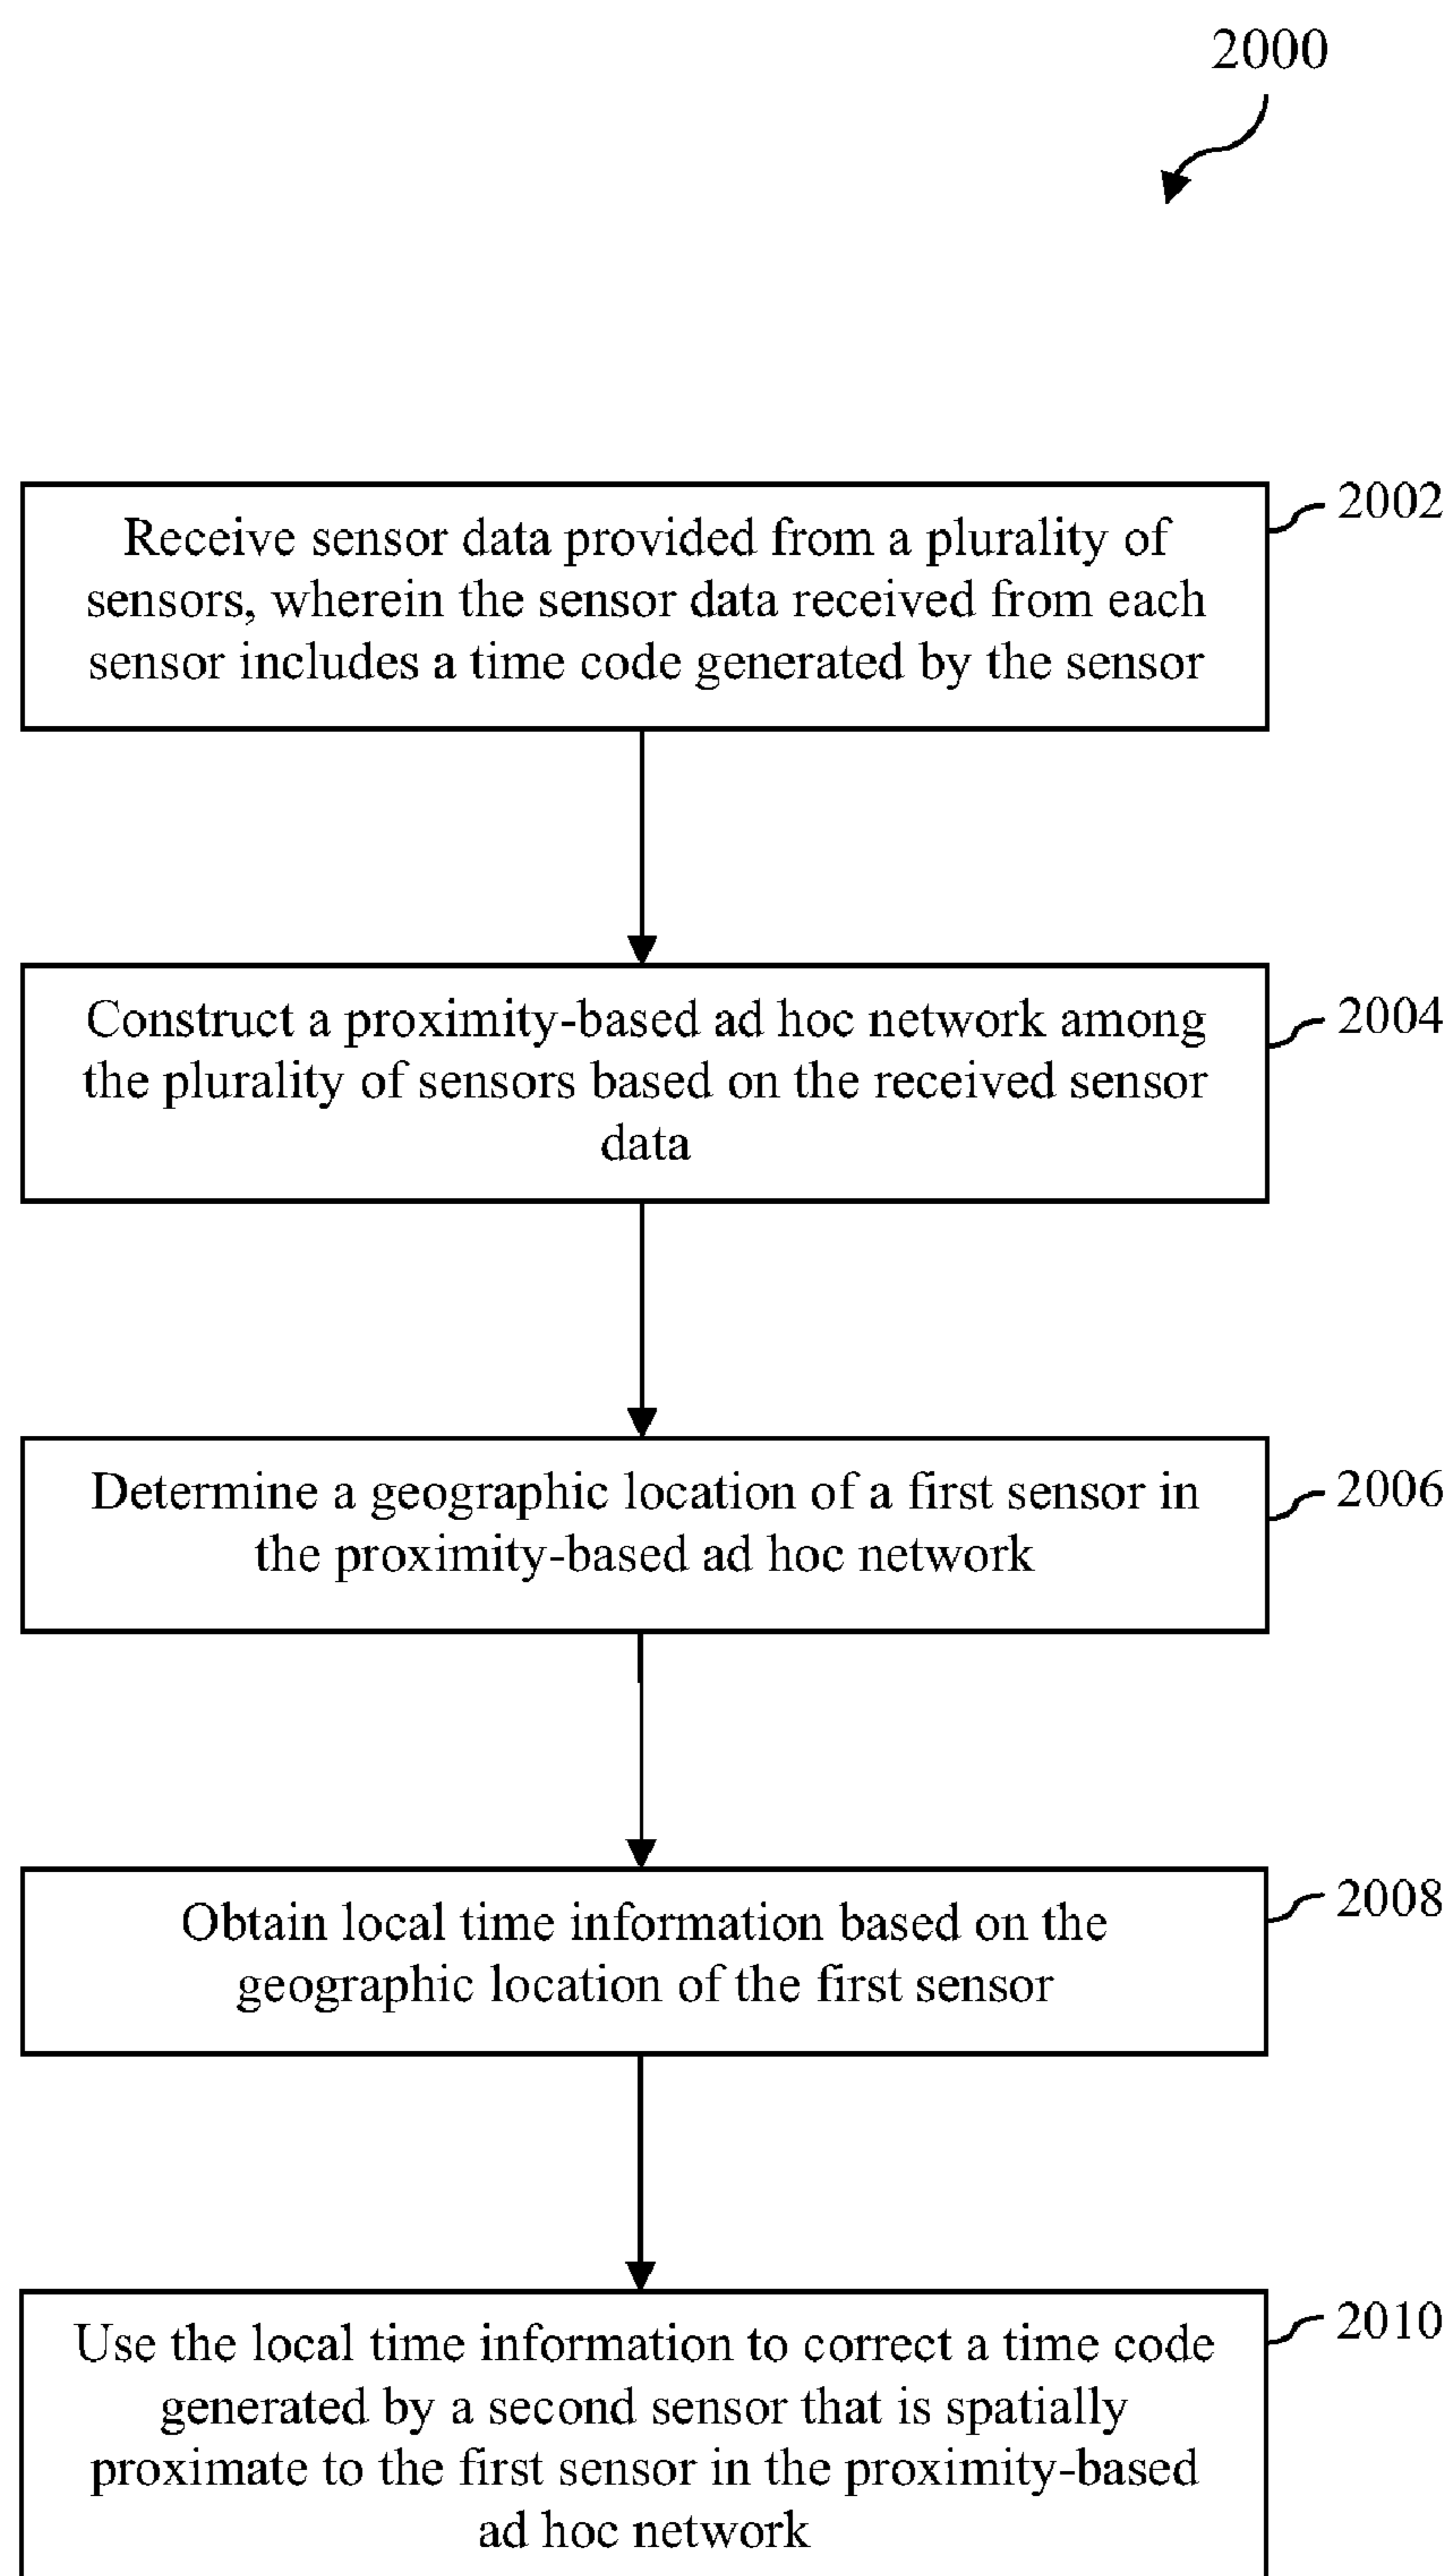 2000
Receive sensor data provided from a plurality of
sensors, wherein the sensor data received from each
sensor includes a time code generated by the sensor
2002
Construct a proximity-based ad hoc network among
the plurality of sensors based on the received sensor
data
2004
Determine a geographic location of a first sensor in
the proximity-based ad hoc network
2006
Obtain local time information based on the
geographic location of the first sensor
2008
Use the local time information to correct a time code
generated by a second sensor that is spatially
proximate to the first sensor in the proximity-based
ad hoc network
2010